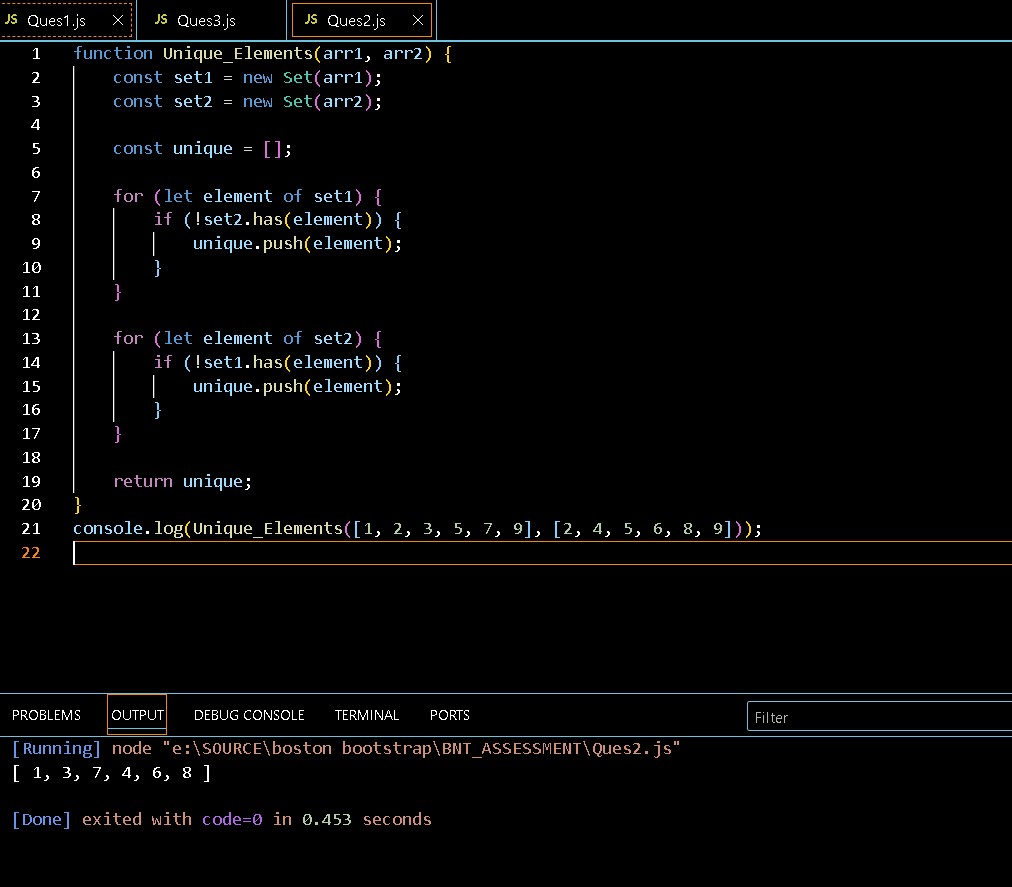 JS Ques1.js × JS Ques3.js JS Ques2.js ×
1 function Unique_Elements(arr1, arr2) {
2     const set1 = new Set(arr1);
3     const set2 = new Set(arr2);
4
5     const unique = [];
6
7     for (let element of set1) {
8         if (!set2.has(element)) {
9             unique.push(element);
10         }
11     }
12
13     for (let element of set2) {
14         if (!set1.has(element)) {
15             unique.push(element);
16         }
17     }
18
19     return unique;
20 }
21 console.log(Unique_Elements([1, 2, 3, 5, 7, 9], [2, 4, 5, 6, 8, 9]));
22
PROBLEMS OUTPUT DEBUG CONSOLE TERMINAL PORTS Filter
[Running] node "e:\SOURCE\boston bootstrap\BNT_ASSESSMENT\Ques2.js"
[ 1, 3, 7, 4, 6, 8 ]
[Done] exited with code=0 in 0.453 seconds